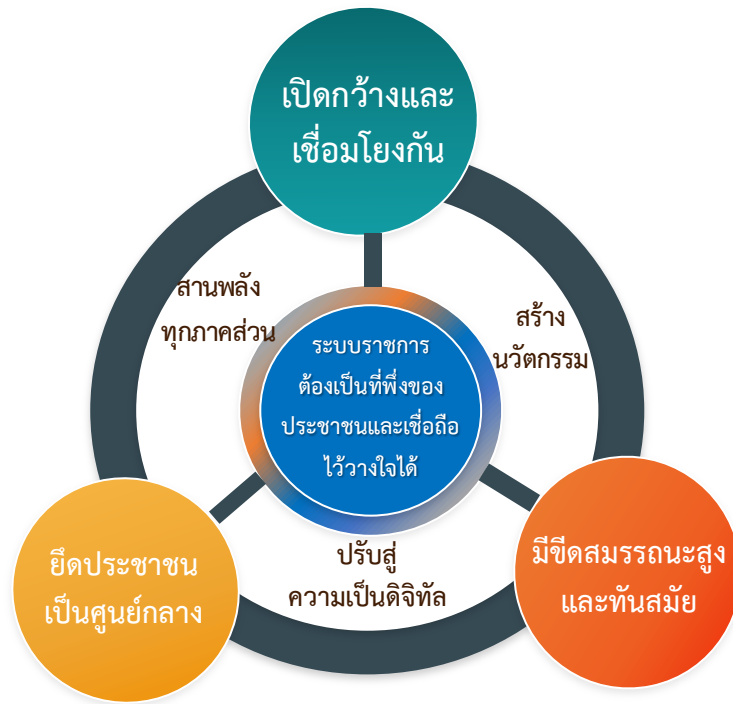 เปิดกว้างและ
เชื่อมโยงกัน
สานพลัง
ทุกภาคส่วน
สร้าง
นวัตกรรม
ระบบราชการ
ต้องเป็นที่พึ่งของ
ประชาชนและเชื่อถือ
ไว้วางใจได้
ปรับสู่
ความเป็นดิจิทัล
ยึดประชาชน
เป็นศูนย์กลาง
มีขีดสมรรถนะสูง
และทันสมัย